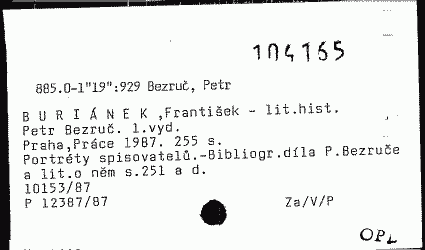 104165
885.0-1"19":929 Bezruč, Petr
B U R I Á N E K ,František - lit.hist.
Petr Bezruč. 1.vyd.
Praha,Práce 1987. 255 s.
Portréty spisovatelů.-Bibliogr.díla P.Bezruče
a lit.o něm s.251 a d.
10153/87
P 12387/87 Za/V/P
OPL